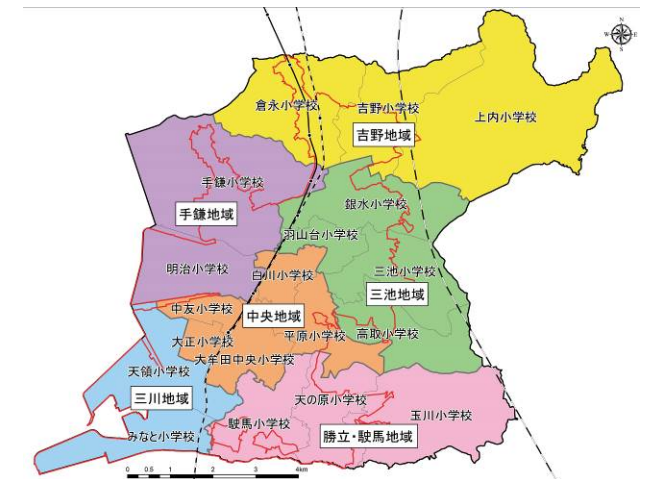 N
W
E
S
倉永小学校
吉野小学校
上内小学校
吉野地域
手鎌小学校
銀水小学校
手鎌地域
羽山台小学校
明治小学校
白川小学校
三池小学校
三池地域
中友小学校
中央地域
平原小学校
高取小学校
大正小学校
大牟田中央小学校
天領小学校
三川地域
天の原小学校
玉川小学校
駛馬小学校
みなと小学校
勝立・駛馬地域
0 0.5 1 2 3 4km